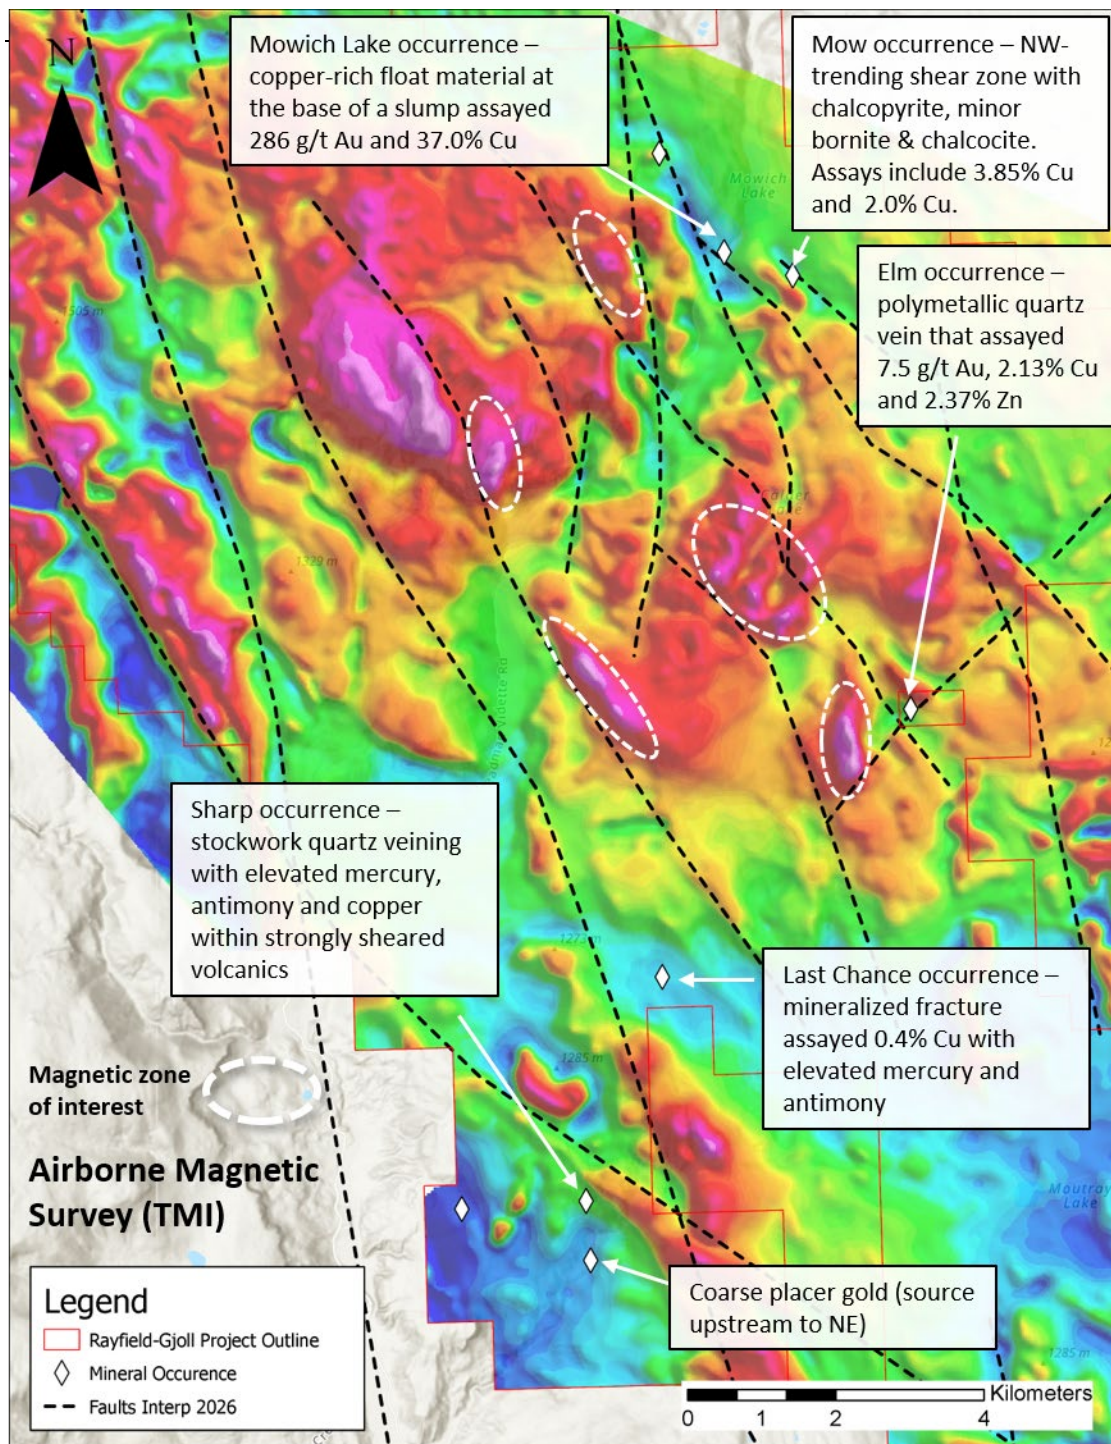 N
Mowich Lake occurrence –
copper-rich float material at
the base of a slump assayed
286 g/t Au and 37.0% Cu
Mow occurrence – NW-
trending shear zone with
chalcopyrite, minor
bornite & chalcocite.
Assays include 3.85% Cu
and 2.0% Cu.
Mowich
Lake
Elm occurrence –
polymetallic quartz
vein that assayed
7.5 g/t Au, 2.13% Cu
and 2.37% Zn
1505 m
1329 m
Vidette Rd
Sharp occurrence –
stockwork quartz veining
with elevated mercury,
antimony and copper
within strongly sheared
volcanics
1273 m
Last Chance occurrence –
mineralized fracture
assayed 0.4% Cu with
elevated mercury and
antimony
1285 m
Magnetic zone
of interest
Airborne Magnetic
Survey (TMI)
Moutray
Lake
Coarse placer gold (source
upstream to NE)
Legend
Rayfield-Gjoll Project Outline
Mineral Occurence
Faults Interp 2026
1285 m
Kilometers
0 1 2 4